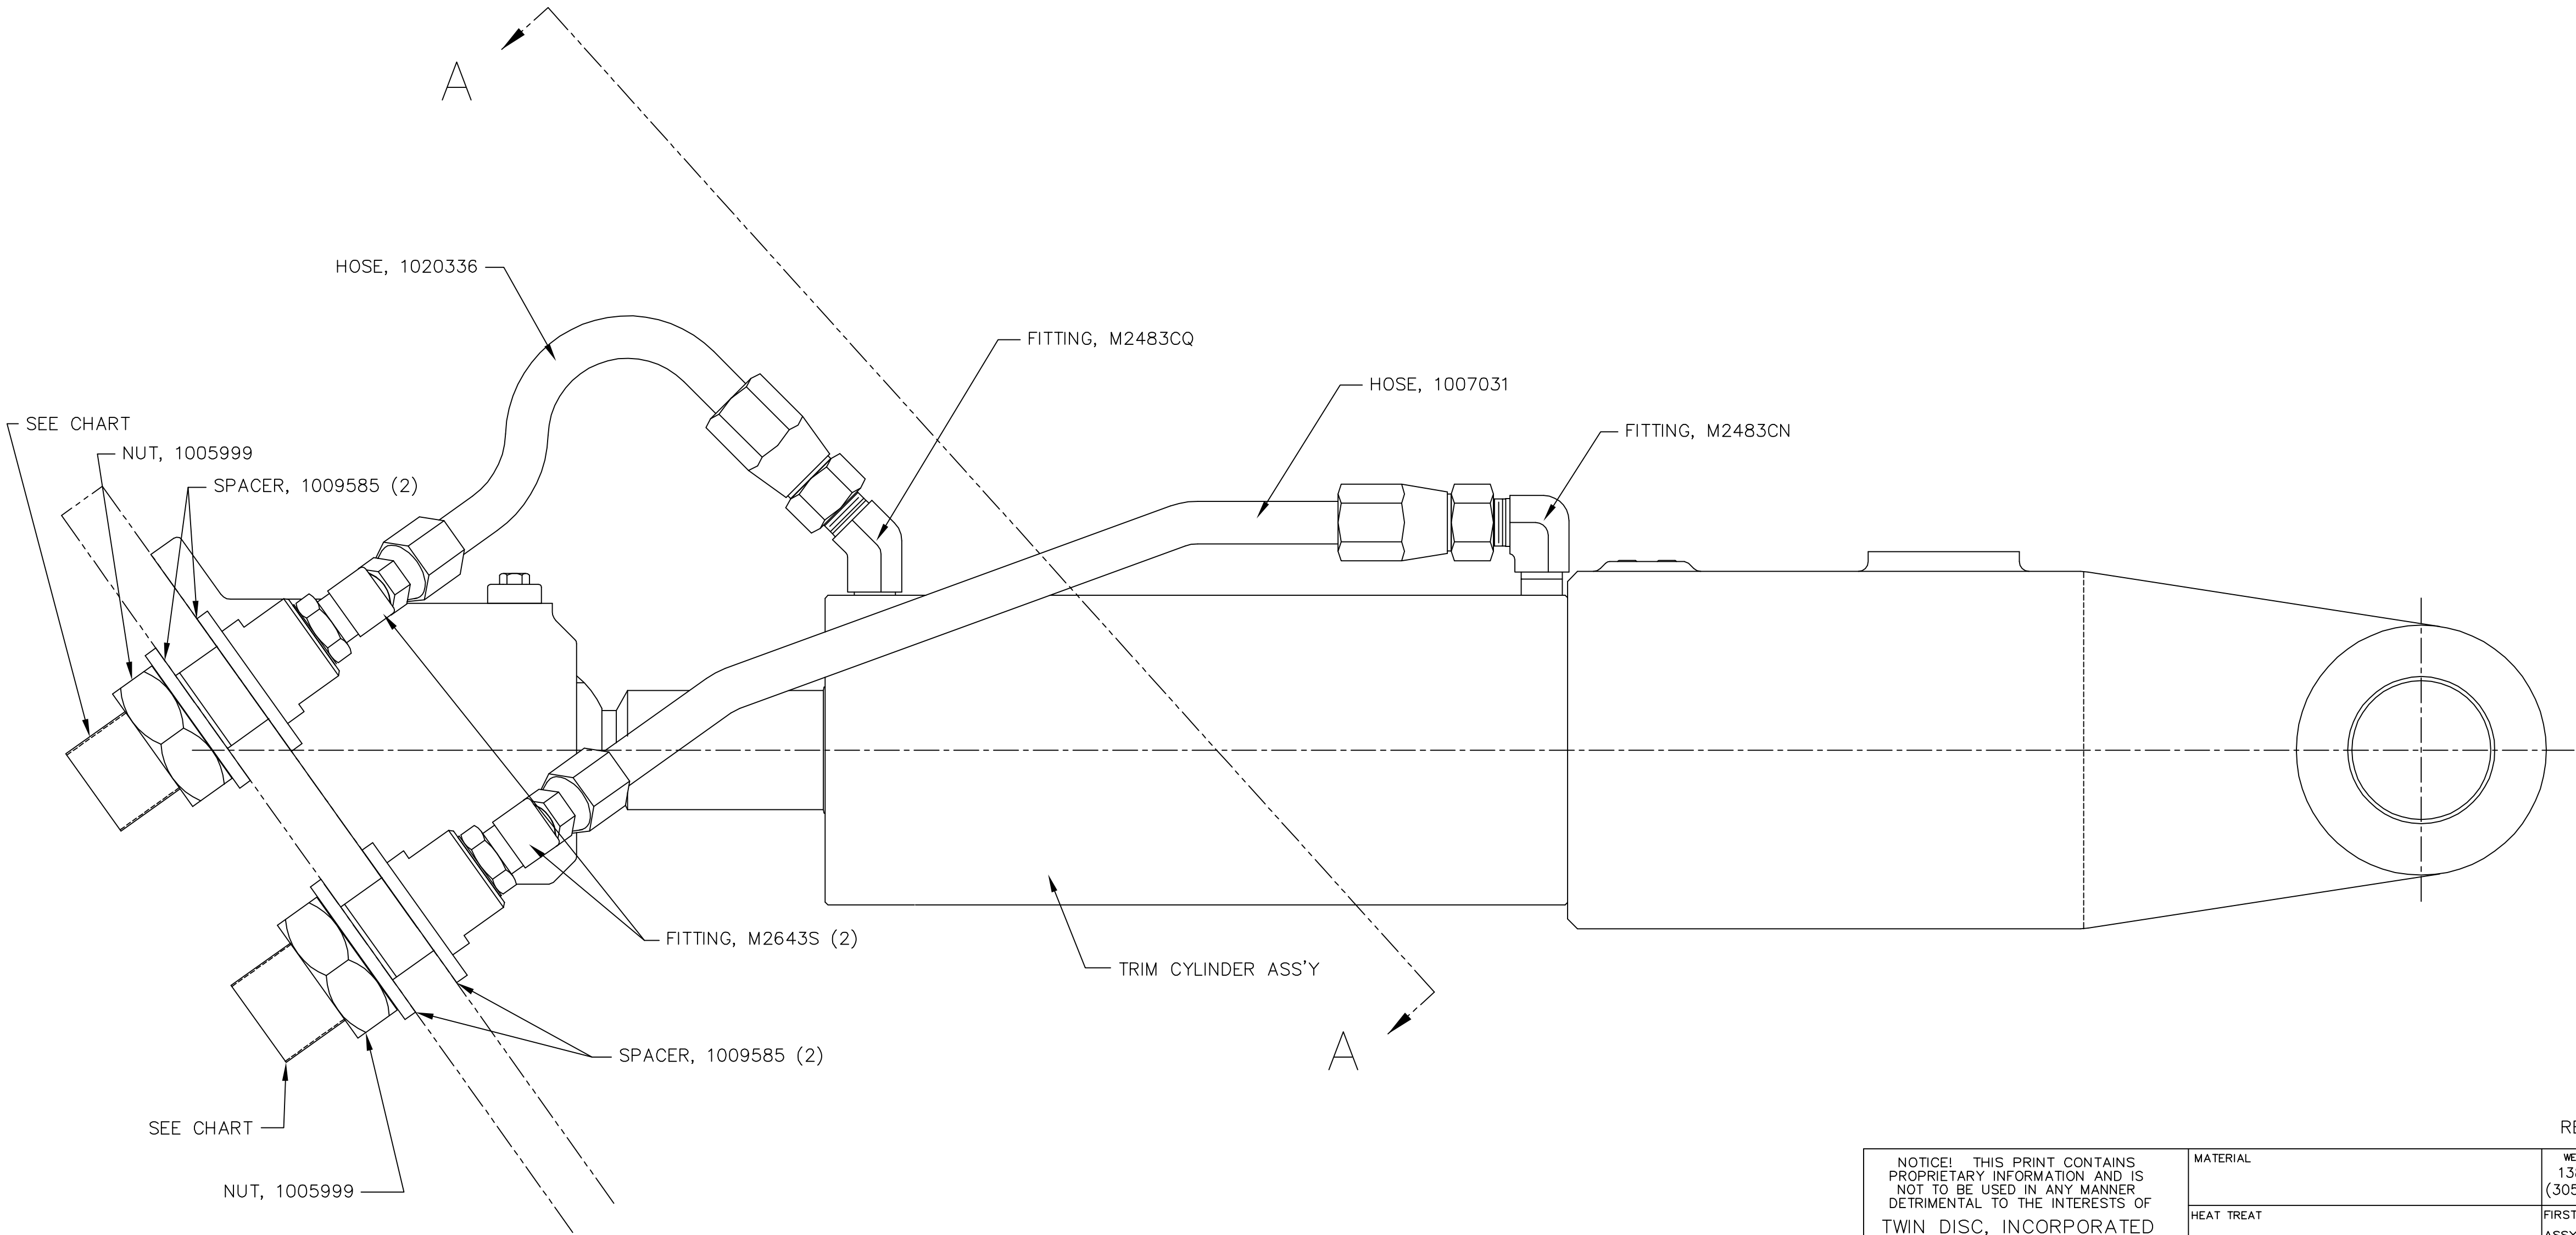 A
HOSE, 1020336
FITTING, M2483CQ
HOSE, 1007031
SEE CHART
FITTING, M2483CN
NUT, 1005999
SPACER, 1009585 (2)
FITTING, M2643S (2)
TRIM CYLINDER ASS'Y
SPACER, 1009585 (2)
A
SEE CHART
NUT, 1005999
NOTICE! THIS PRINT CONTAINS
PROPRIETARY INFORMATION AND IS
NOT TO BE USED IN ANY MANNER
DETRIMENTAL TO THE INTERESTS OF
TWIN DISC, INCORPORATED
MATERIAL
HEAT TREAT
FIRST